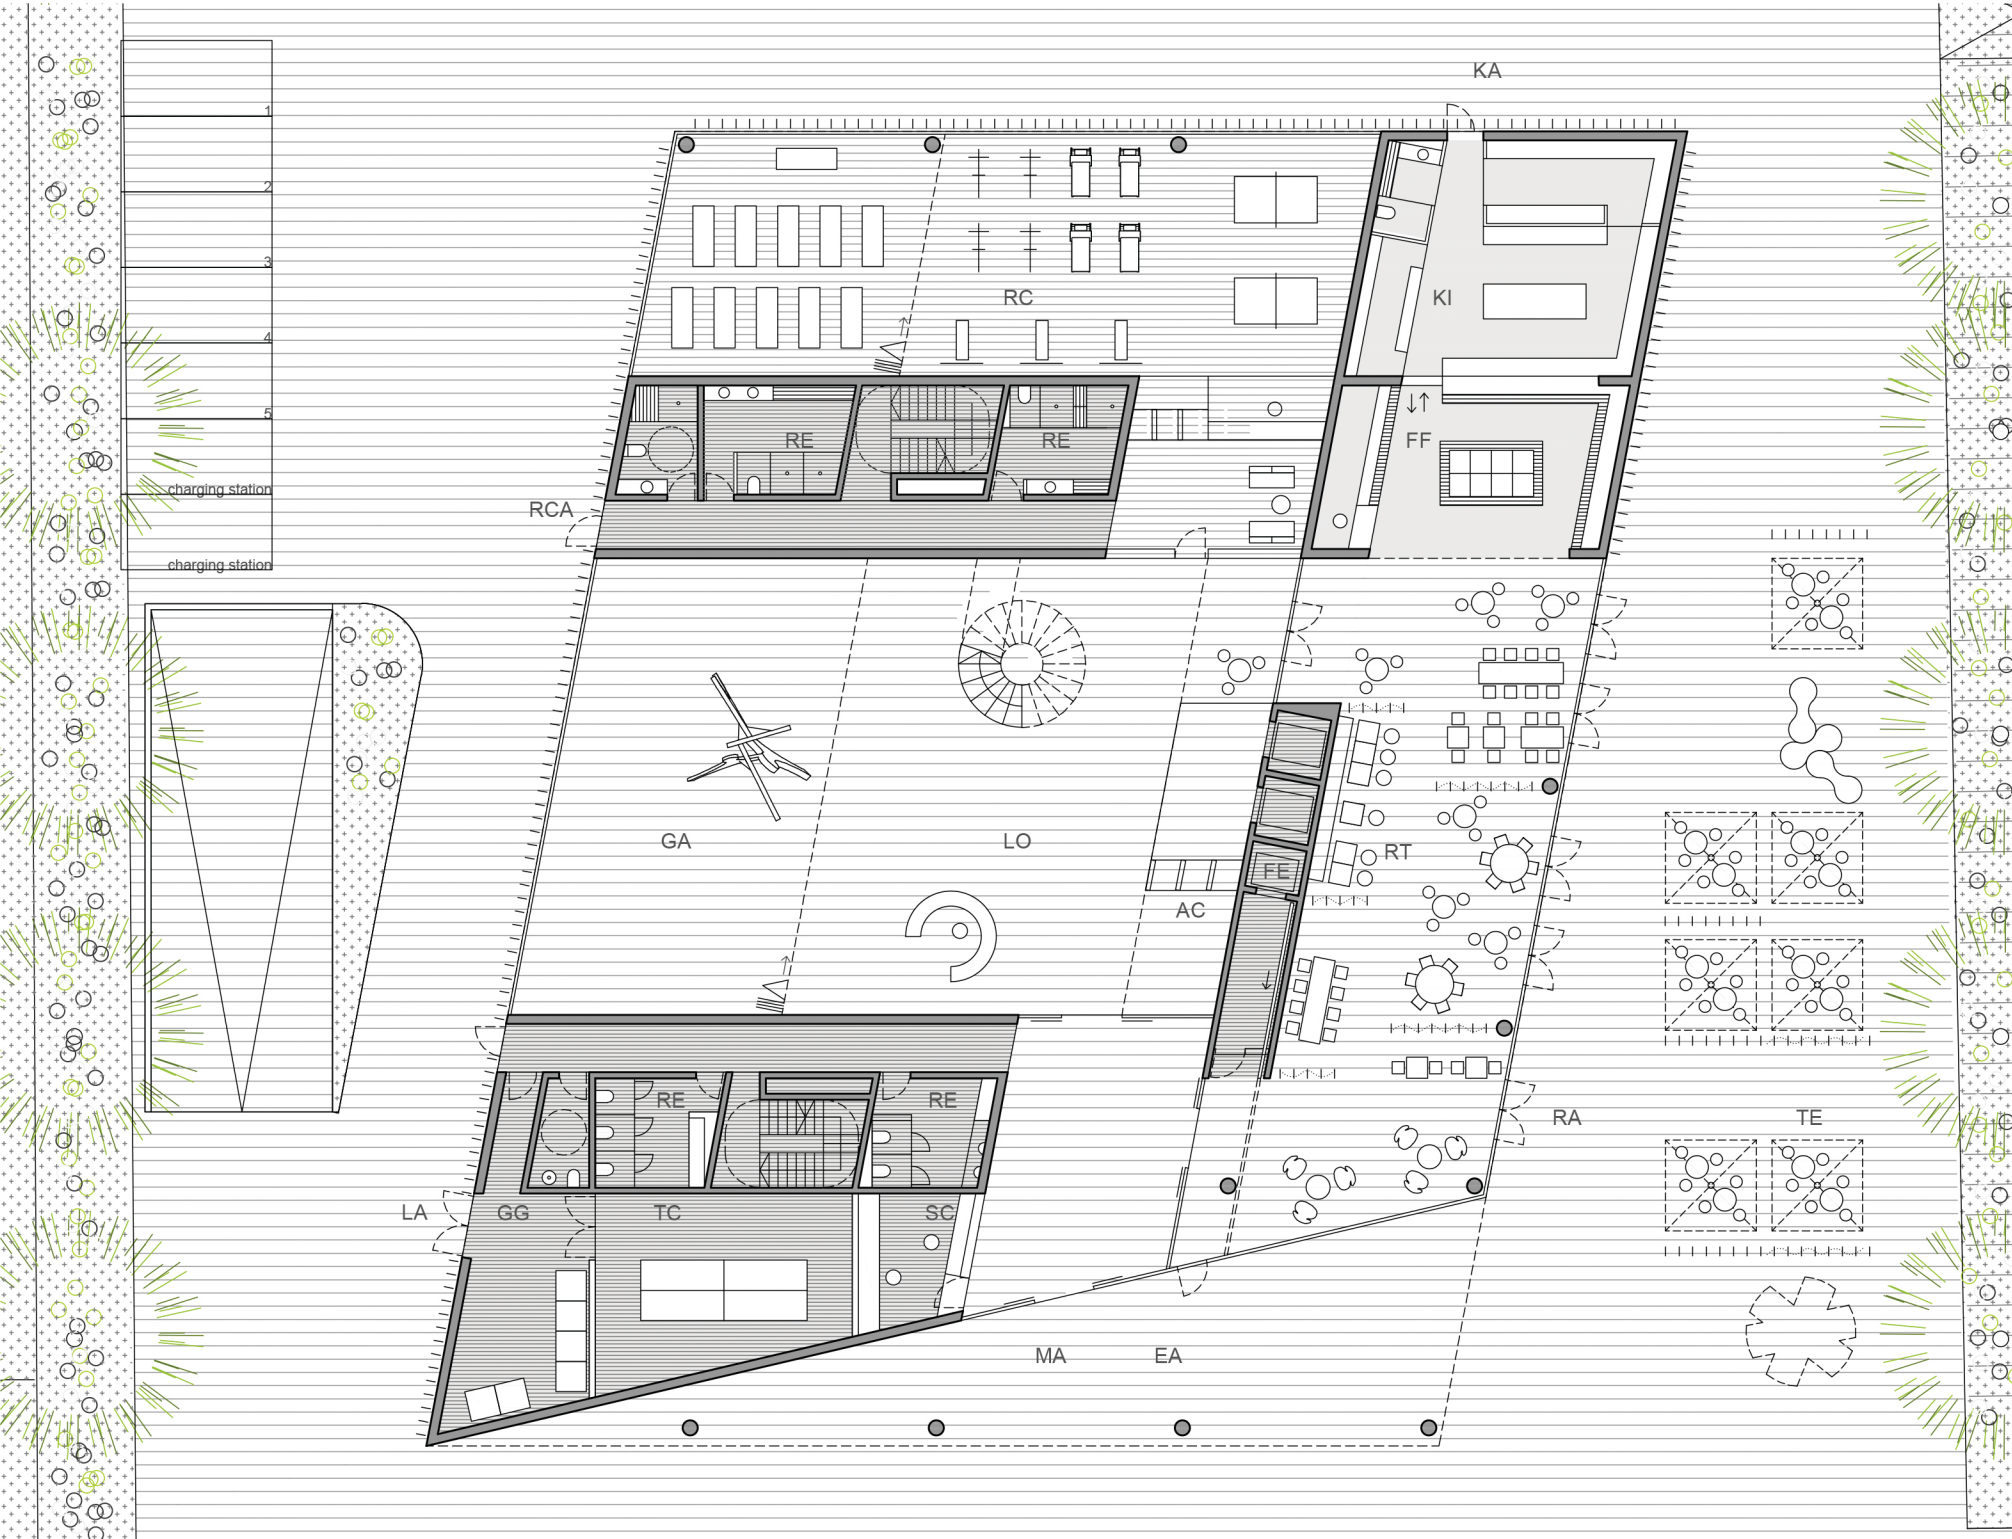 KA
1
2
3
RC
KI
4
5
RE
RE
FF
charging station
RCA
charging station
GA
LO
RT
FE
AC
RE
RE
RA
TE
LA
GG
TC
SC
MA
EA